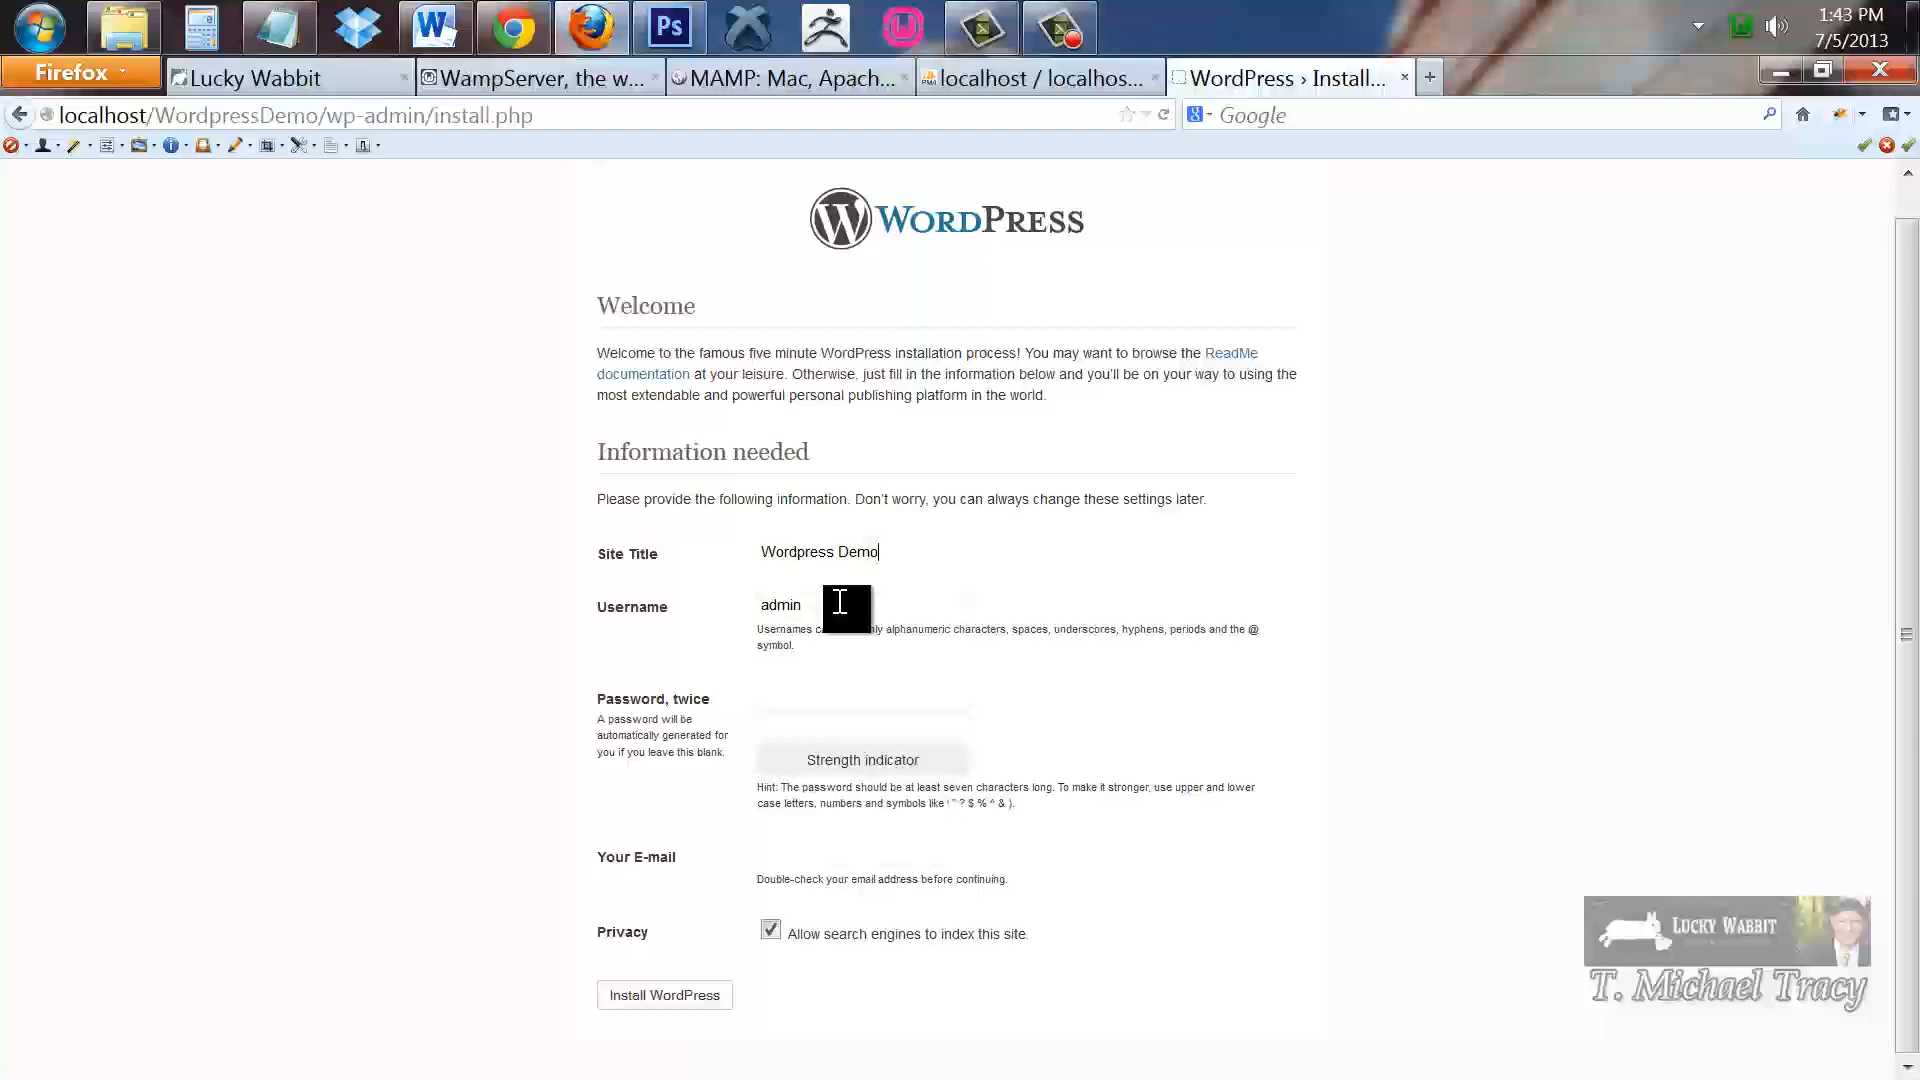 1:43 PM
7/5/2013
Ps
Firefox
Lucky Wabbit
WampServer, the w...
MAMP: Mac, Apach...
localhost / localhos...
WordPress › Install...
localhost/WordpressDemo/wp-admin/install.php
Google
WORDPRESS
Welcome
Welcome to the famous five minute WordPress installation process! You may want to browse the ReadMe
documentation at your leisure. Otherwise, just fill in the information below and you'll be on your way to using the
most extendable and powerful personal publishing platform in the world.
Information needed
Please provide the following information. Don't worry, you can always change these settings later.
Site Title
Wordpress Demo
Username
admin
Usernames alphanumeric characters, spaces, underscores, hyphens, periods and the @
symbol.
Password, twice
A password will be
automatically generated for
you if you leave this blank.
Strength indicator
Hint: The password should be at least seven characters long. To make it stronger, use upper and lower
case letters, numbers and symbols like ! " ? $ % ^ & ).
Your E-mail
Double-check your email address before continuing.
Privacy
Allow search engines to index this site.
Install WordPress
LUCKY WABBIT
T. Michael Tracy